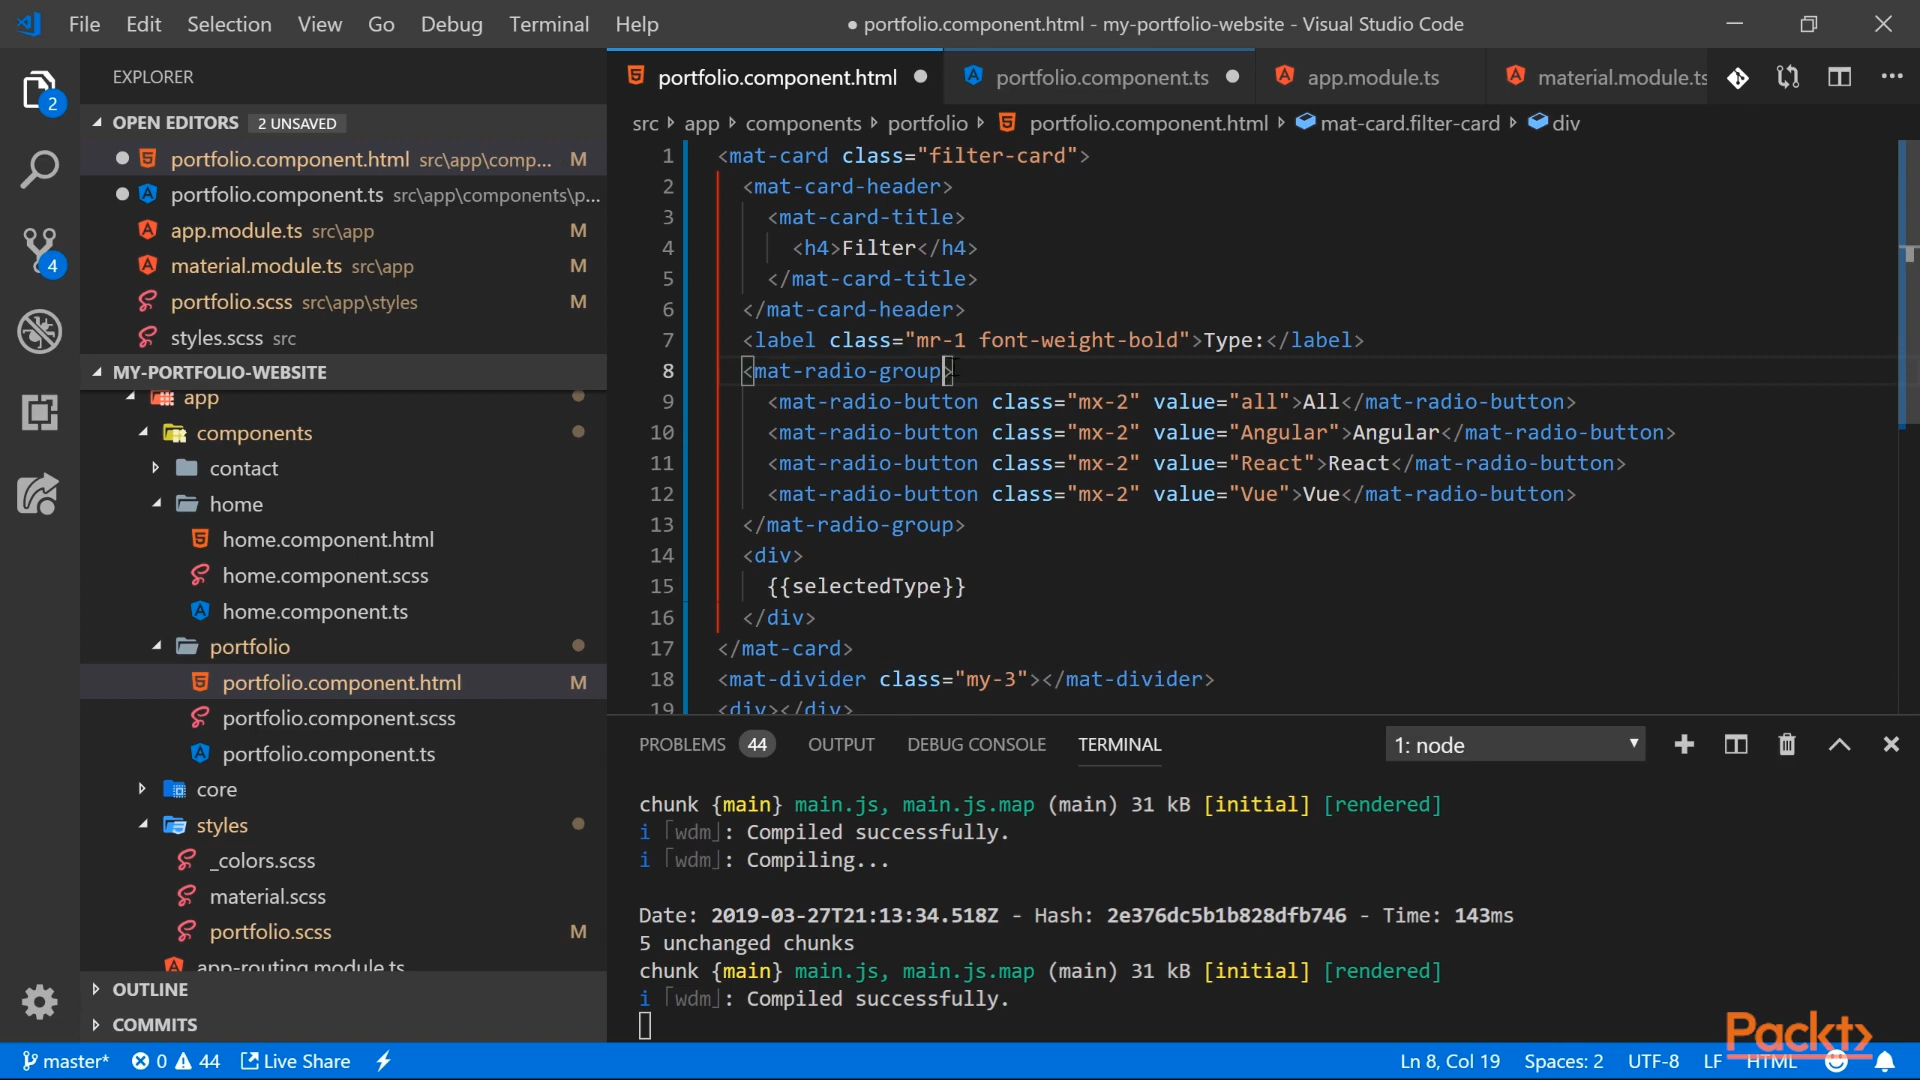 File Edit Selection View Go Debug Terminal Help
● portfolio.component.html - my-portfolio-website - Visual Studio Code
EXPLORER
2
4
OPEN EDITORS 2 UNSAVED
portfolio.component.html src\app\comp... M
portfolio.component.ts src\app\components\p...
app.module.ts src\app M
material.module.ts src\app M
portfolio.scss src\app\styles M
styles.scss src
MY-PORTFOLIO-WEBSITE
app
components
contact
home
home.component.html
home.component.scss
home.component.ts
portfolio
portfolio.component.html M
portfolio.component.scss
portfolio.component.ts
core
styles
_colors.scss
material.scss
portfolio.scss M
app-routing.module.ts
OUTLINE
COMMITS
portfolio.component.html portfolio.component.ts app.module.ts material.module.ts
src app components portfolio portfolio.component.html mat-card.filter-card div
1 <mat-card class="filter-card">
2 <mat-card-header>
3 <mat-card-title>
4 <h4>Filter</h4>
5 </mat-card-title>
6 </mat-card-header>
7 <label class="mr-1 font-weight-bold">Type:</label>
8 <mat-radio-group>
9 <mat-radio-button class="mx-2" value="all">All</mat-radio-button>
10 <mat-radio-button class="mx-2" value="Angular">Angular</mat-radio-button>
11 <mat-radio-button class="mx-2" value="React">React</mat-radio-button>
12 <mat-radio-button class="mx-2" value="Vue">Vue</mat-radio-button>
13 </mat-radio-group>
14 <div>
15 {{selectedType}}
16 </div>
17 </mat-card>
18 <mat-divider class="my-3"></mat-divider>
19 <div></div>
PROBLEMS 44 OUTPUT DEBUG CONSOLE TERMINAL 1: node
chunk {main} main.js, main.js.map (main) 31 kB [initial] [rendered]
i ｢wdm｣: Compiled successfully.
i ｢wdm｣: Compiling...
Date: 2019-03-27T21:13:34.518Z - Hash: 2e376dc5b1b828dfb746 - Time: 143ms
5 unchanged chunks
chunk {main} main.js, main.js.map (main) 31 kB [initial] [rendered]
i ｢wdm｣: Compiled successfully.
Packt>
master* 0 44 Live Share Ln 8, Col 19 Spaces: 2 UTF-8 LF HTML